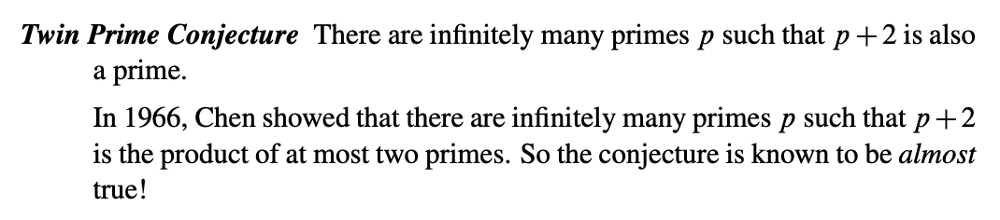 Twin Prime Conjecture There are infinitely many primes p such that p+2 is also
a prime.
In 1966, Chen showed that there are infinitely many primes p such that p+2
is the product of at most two primes. So the conjecture is known to be almost
true!